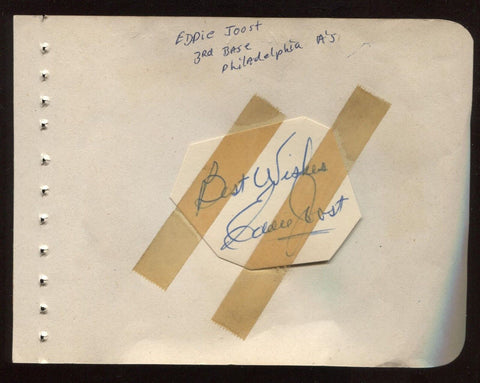 EDDIE JOOST
3RD BASE
PhiLAdelphiA A'S
Best Wishes
Eddie Joost